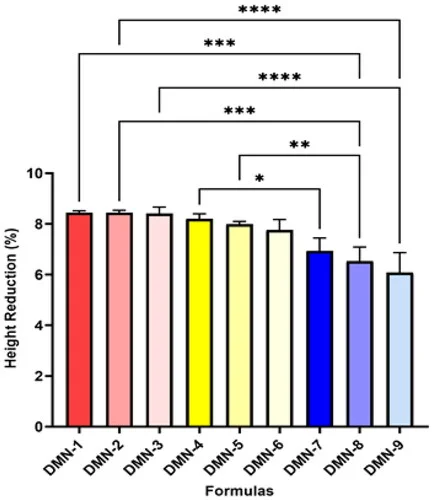 ****
***
****
***
**
*
10
8
6
4
2
0
Height Reduction (%)
DMN-1
DMN-2
DMN-3
DMN-4
DMN-5
DMN-6
DMN-7
DMN-8
DMN-9
Formulas